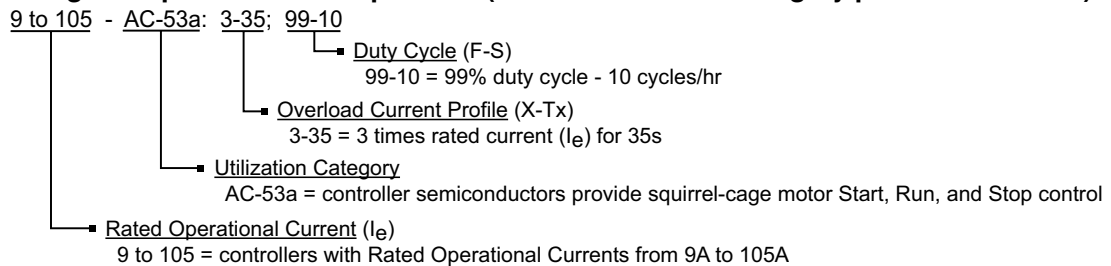 9 to 105 - AC-53a: 3-35; 99-10
Duty Cycle (F-S)
99-10 = 99% duty cycle - 10 cycles/hr
Overload Current Profile (X-Tx)
3-35 = 3 times rated current (Ie) for 35s
Utilization Category
AC-53a = controller semiconductors provide squirrel-cage motor Start, Run, and Stop control
Rated Operational Current (Ie)
9 to 105 = controllers with Rated Operational Currents from 9A to 105A